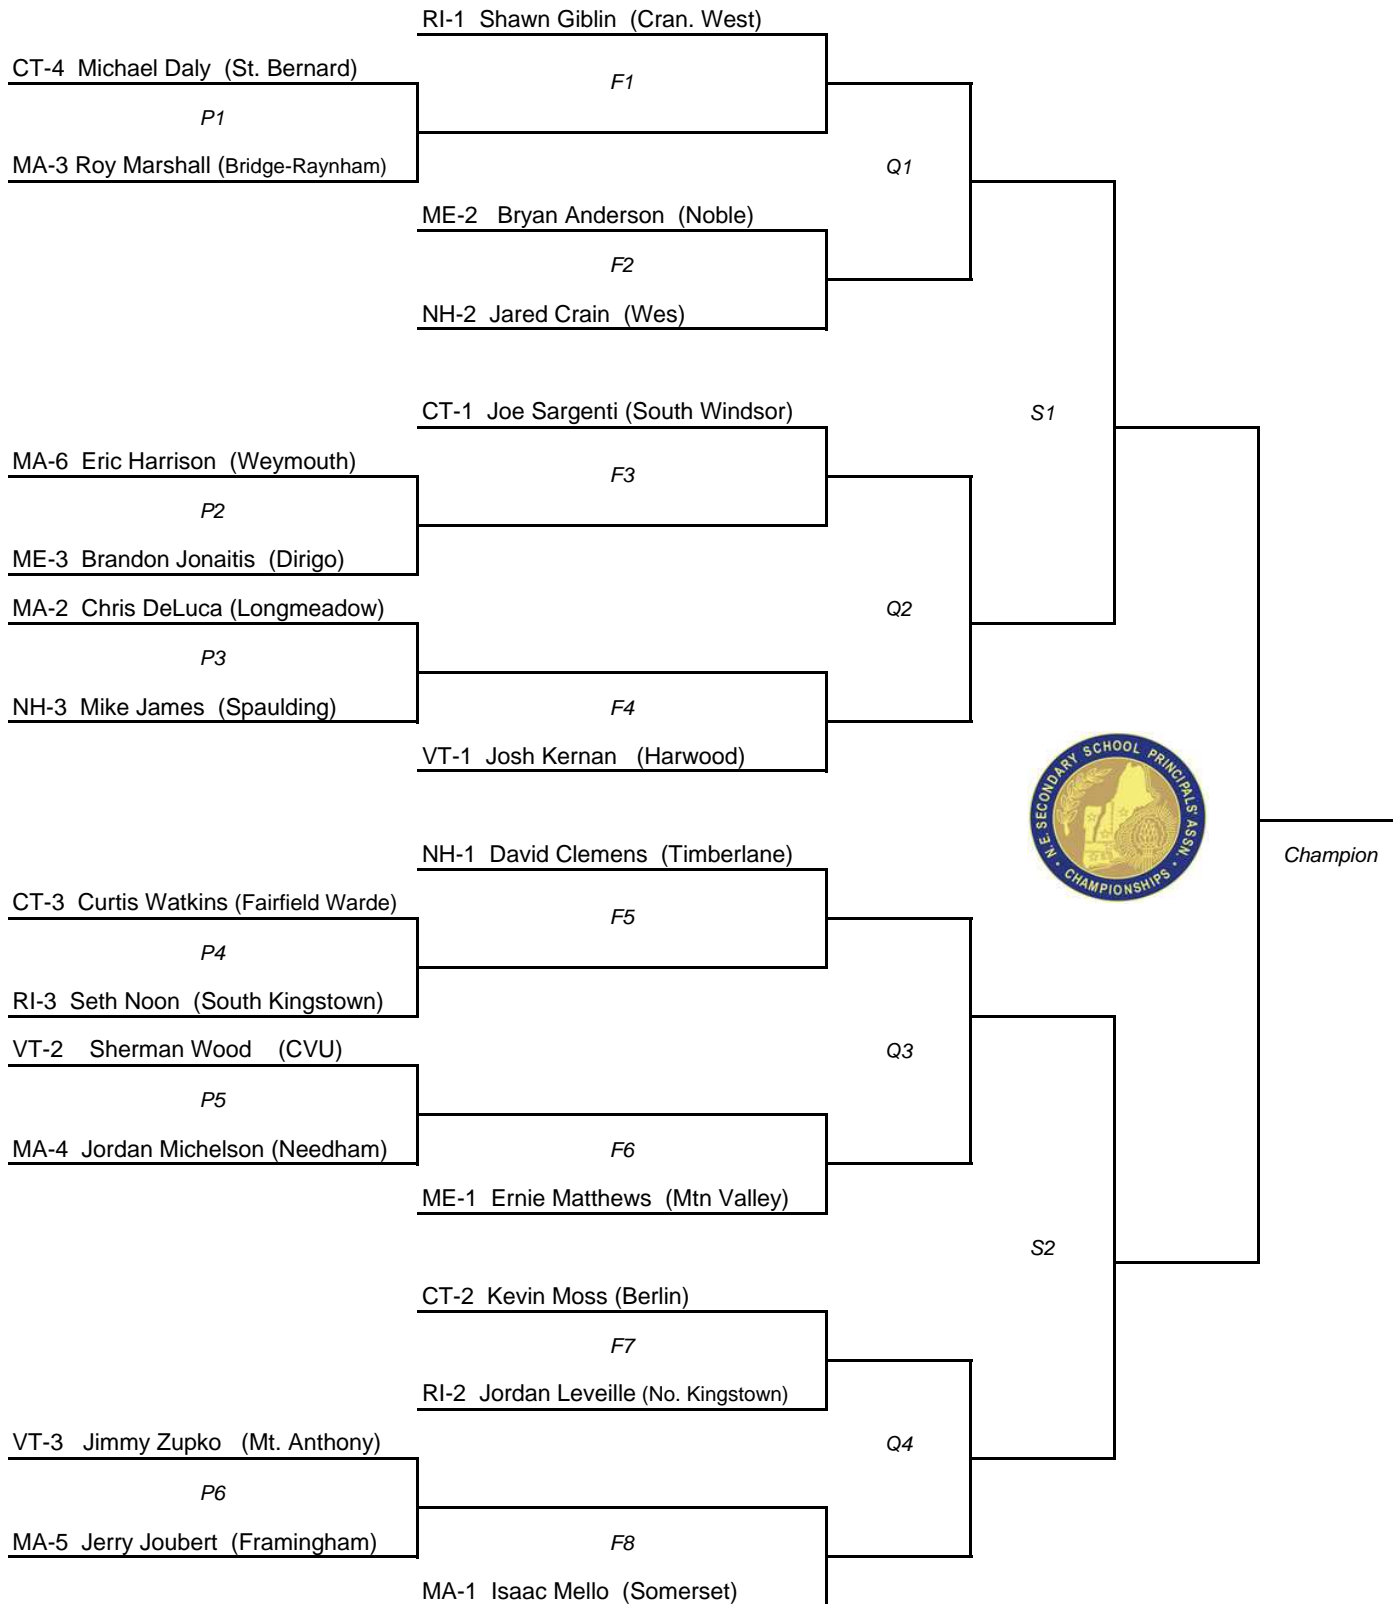 RI-1 Shawn Giblin (Cran. West)
CT-4 Michael Daly (St. Bernard)
F1
P1
MA-3 Roy Marshall (Bridge-Raynham)
Q1
ME-2 Bryan Anderson (Noble)
F2
NH-2 Jared Crain (Wes)
CT-1 Joe Sargenti (South Windsor)
S1
MA-6 Eric Harrison (Weymouth)
F3
P2
ME-3 Brandon Jonaitis (Dirigo)
MA-2 Chris DeLuca (Longmeadow)
Q2
P3
NH-3 Mike James (Spaulding)
F4
VT-1 Josh Kernan (Harwood)
N.E. SECONDARY SCHOOL PRINCIPALS' ASSN.
• CHAMPIONSHIPS •
NH-1 David Clemens (Timberlane)
Champion
CT-3 Curtis Watkins (Fairfield Warde)
F5
P4
RI-3 Seth Noon (South Kingstown)
VT-2 Sherman Wood (CVU)
Q3
P5
MA-4 Jordan Michelson (Needham)
F6
ME-1 Ernie Matthews (Mtn Valley)
S2
CT-2 Kevin Moss (Berlin)
F7
RI-2 Jordan Leveille (No. Kingstown)
VT-3 Jimmy Zupko (Mt. Anthony)
Q4
P6
MA-5 Jerry Joubert (Framingham)
F8
MA-1 Isaac Mello (Somerset)